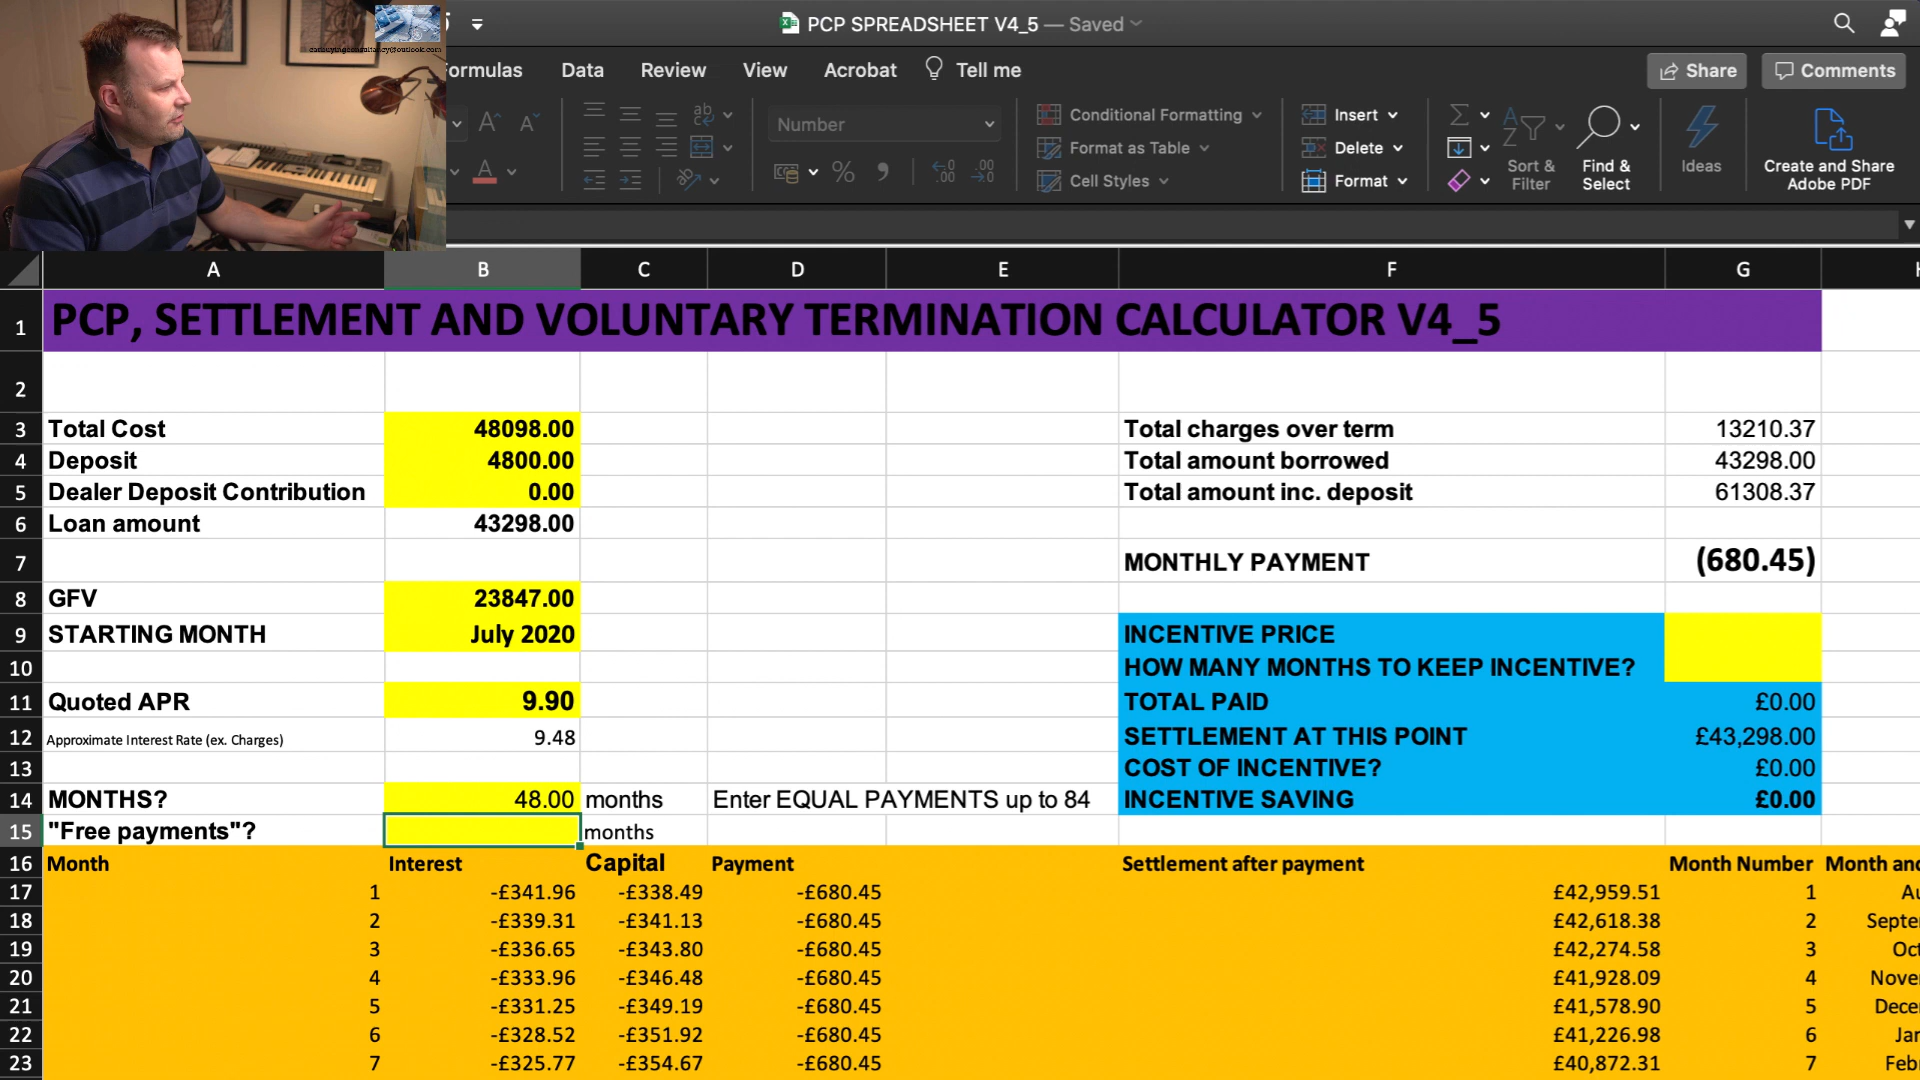 PCP SPREADSHEET V4_5 — Saved
Formulas Data Review View Acrobat Tell me
Share Comments
Number
Conditional Formatting
Format as Table
Cell Styles
Insert
Delete
Format
Sort & Filter
Find & Select
Ideas
Create and Share Adobe PDF
A B C D E F G
1 PCP, SETTLEMENT AND VOLUNTARY TERMINATION CALCULATOR V4_5
2
3 Total Cost 48098.00 Total charges over term 13210.37
4 Deposit 4800.00 Total amount borrowed 43298.00
5 Dealer Deposit Contribution 0.00 Total amount inc. deposit 61308.37
6 Loan amount 43298.00
7 MONTHLY PAYMENT (680.45)
8 GFV 23847.00
9 STARTING MONTH July 2020 INCENTIVE PRICE
10 HOW MANY MONTHS TO KEEP INCENTIVE?
11 Quoted APR 9.90 TOTAL PAID £0.00
12 Approximate Interest Rate (ex. Charges) 9.48 SETTLEMENT AT THIS POINT £43,298.00
13 COST OF INCENTIVE? £0.00
14 MONTHS? 48.00 months Enter EQUAL PAYMENTS up to 84 INCENTIVE SAVING £0.00
15 "Free payments"? months
16 Month Interest Capital Payment Settlement after payment Month Number Month and
17 1 -£341.96 -£338.49 -£680.45 £42,959.51 1 Au
18 2 -£339.31 -£341.13 -£680.45 £42,618.38 2 Septe
19 3 -£336.65 -£343.80 -£680.45 £42,274.58 3 Oct
20 4 -£333.96 -£346.48 -£680.45 £41,928.09 4 Nove
21 5 -£331.25 -£349.19 -£680.45 £41,578.90 5 Dece
22 6 -£328.52 -£351.92 -£680.45 £41,226.98 6 Jan
23 7 -£325.77 -£354.67 -£680.45 £40,872.31 7 Feb